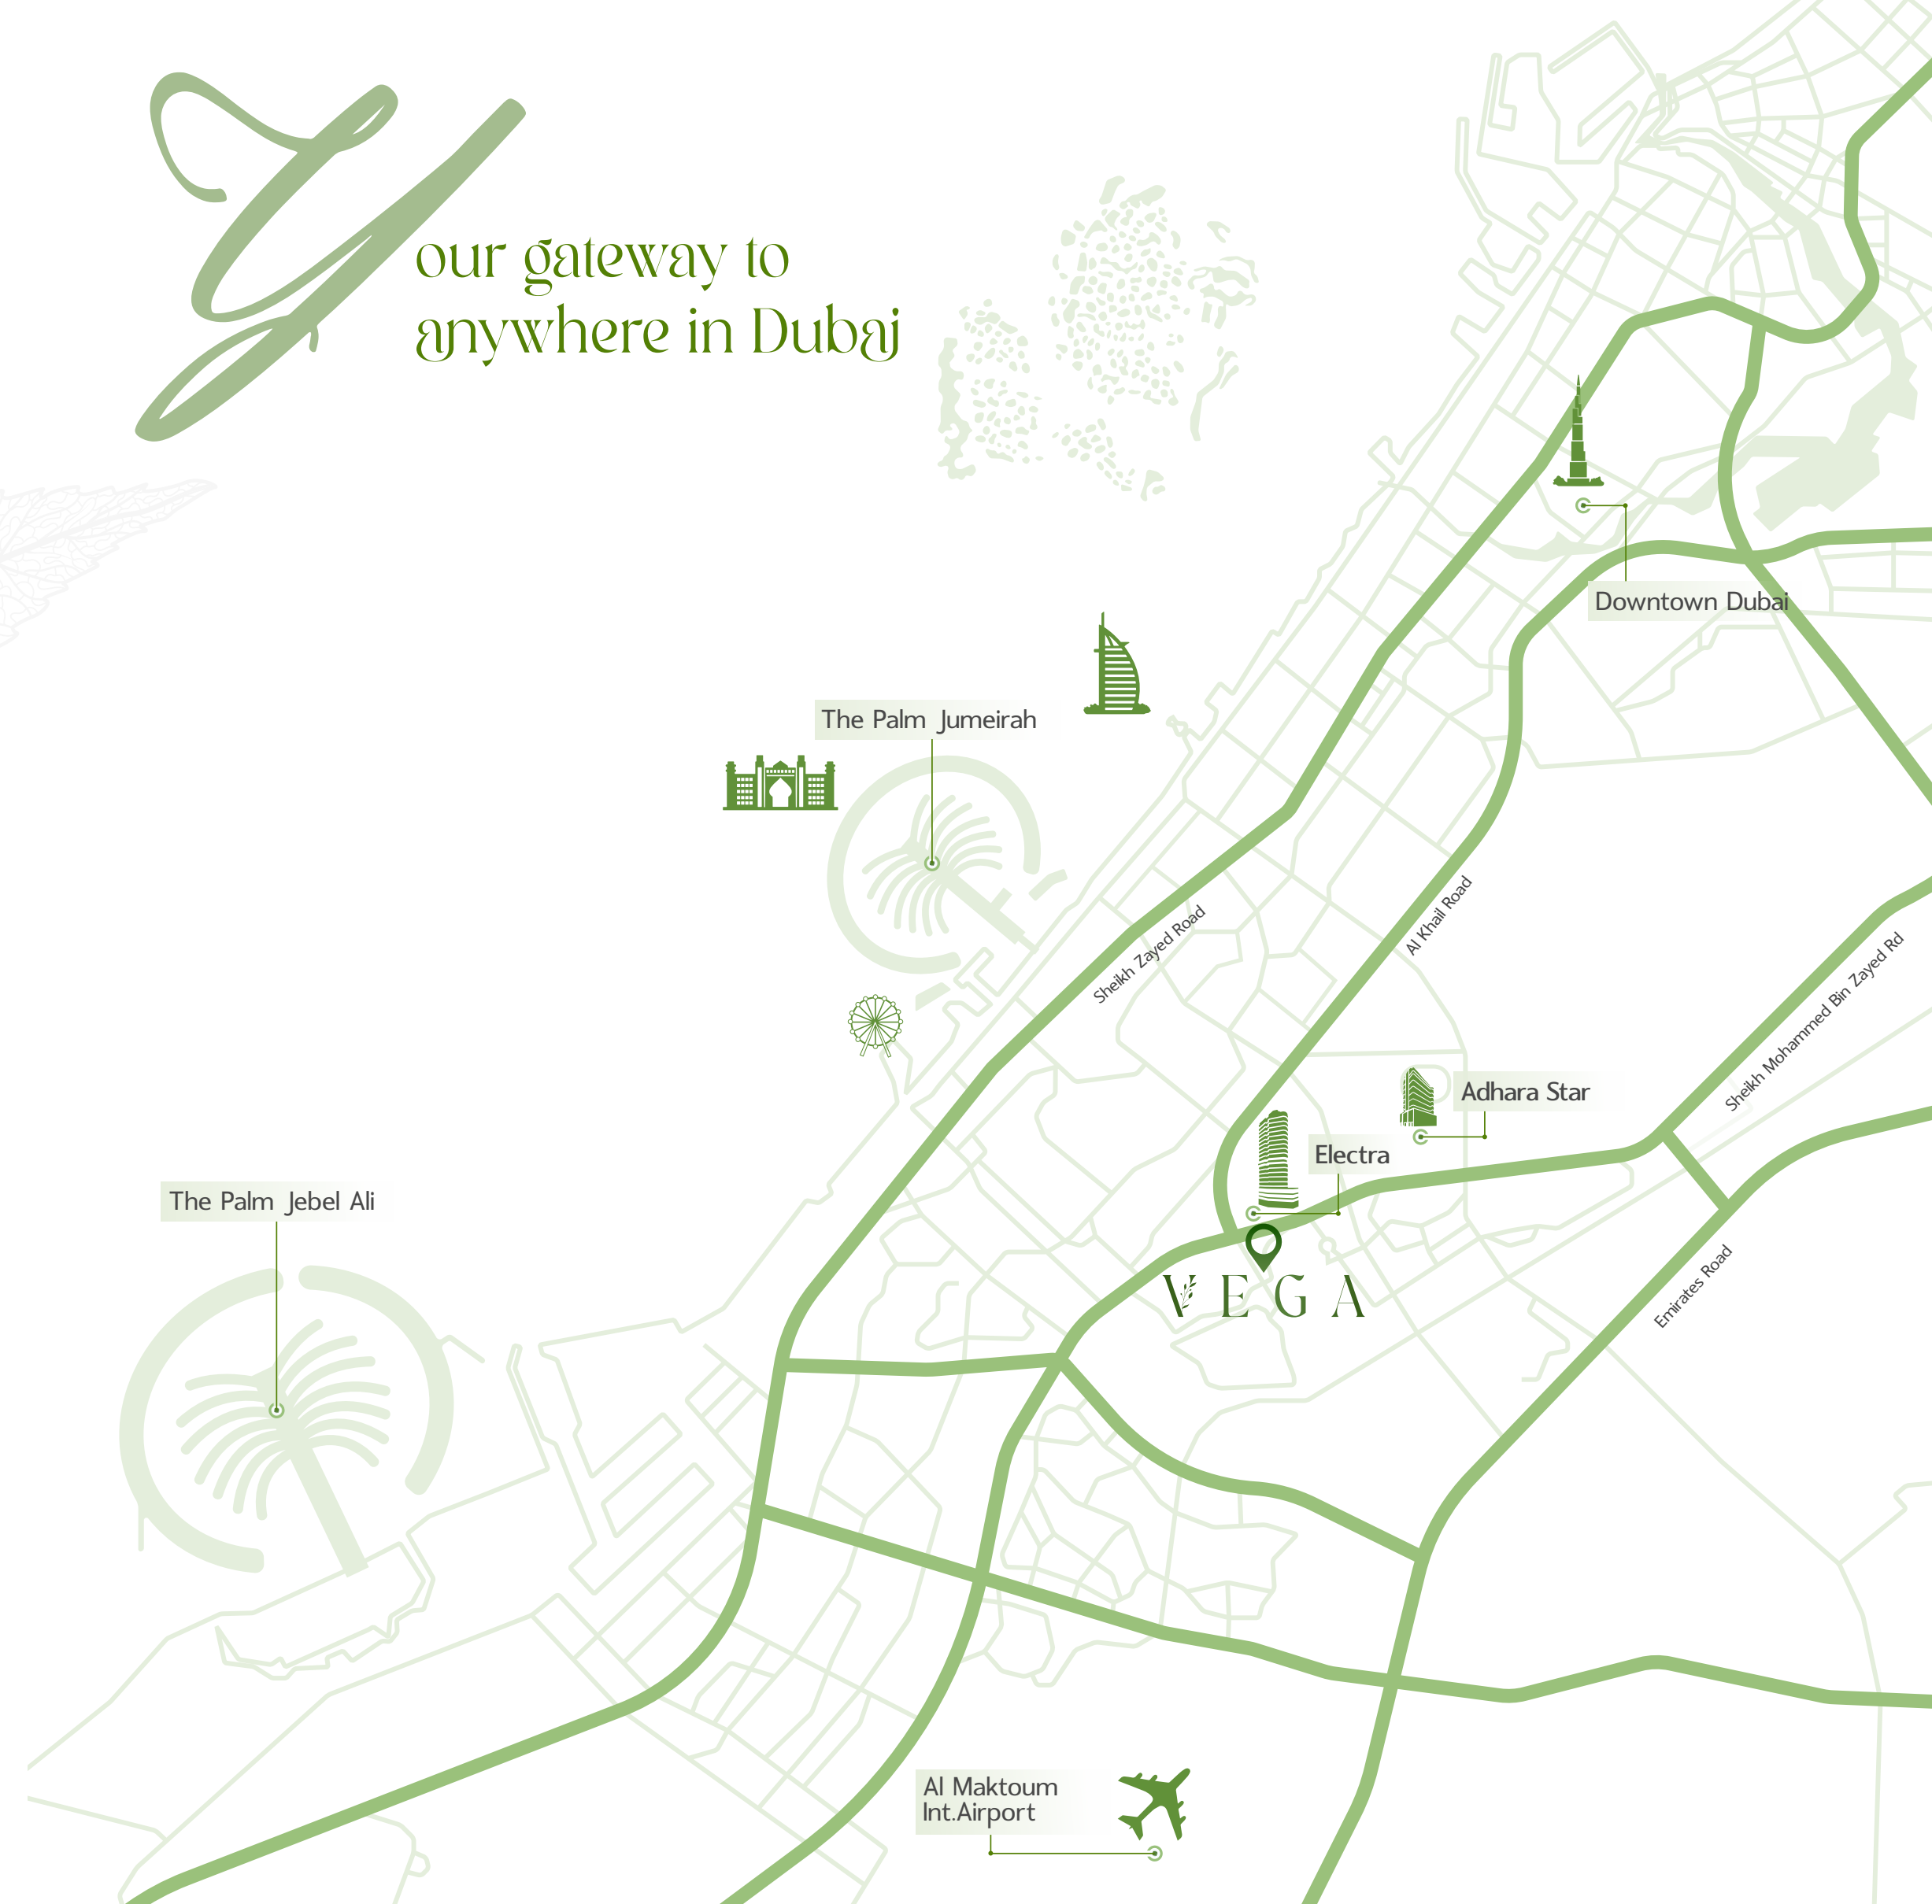 Your gateway to
anywhere in Dubai
Downtown Dubai
The Palm Jumeirah
Sheikh Zayed Road
Al Khail Road
Sheikh Mohammed Bin Zayed Rd
Adhara Star
Electra
The Palm Jebel Ali
VEGA
Emirates Road
Al Maktoum
Int.Airport